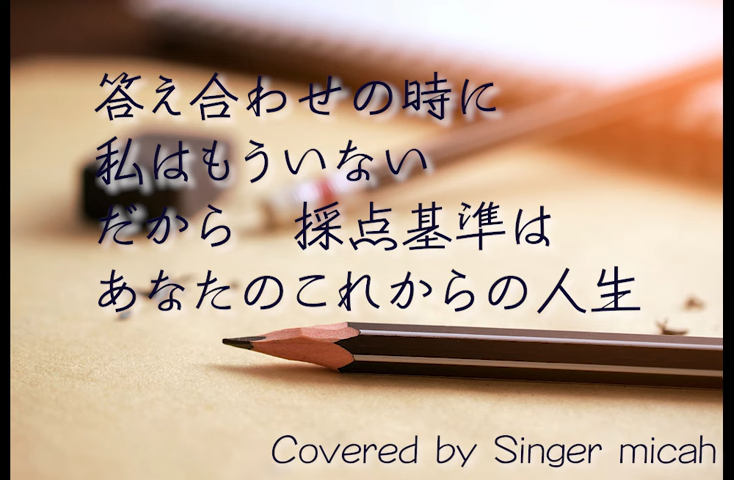 答え合わせの時に
私はもういない
だから　採点基準は
あなたのこれからの人生
Covered by Singer micah